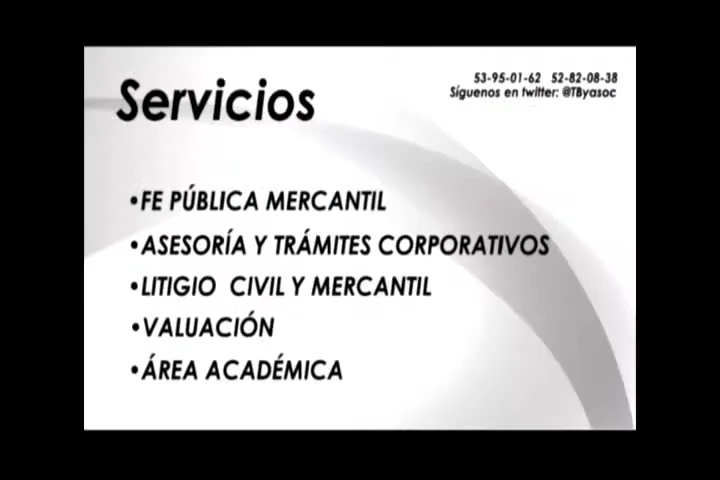 Servicios
53-95-01-62 52-82-08-38
Síguenos en twitter: @TByasoc
•FE PÚBLICA MERCANTIL
•ASESORÍA Y TRÁMITES CORPORATIVOS
•LITIGIO CIVIL Y MERCANTIL
•VALUACIÓN
•ÁREA ACADÉMICA